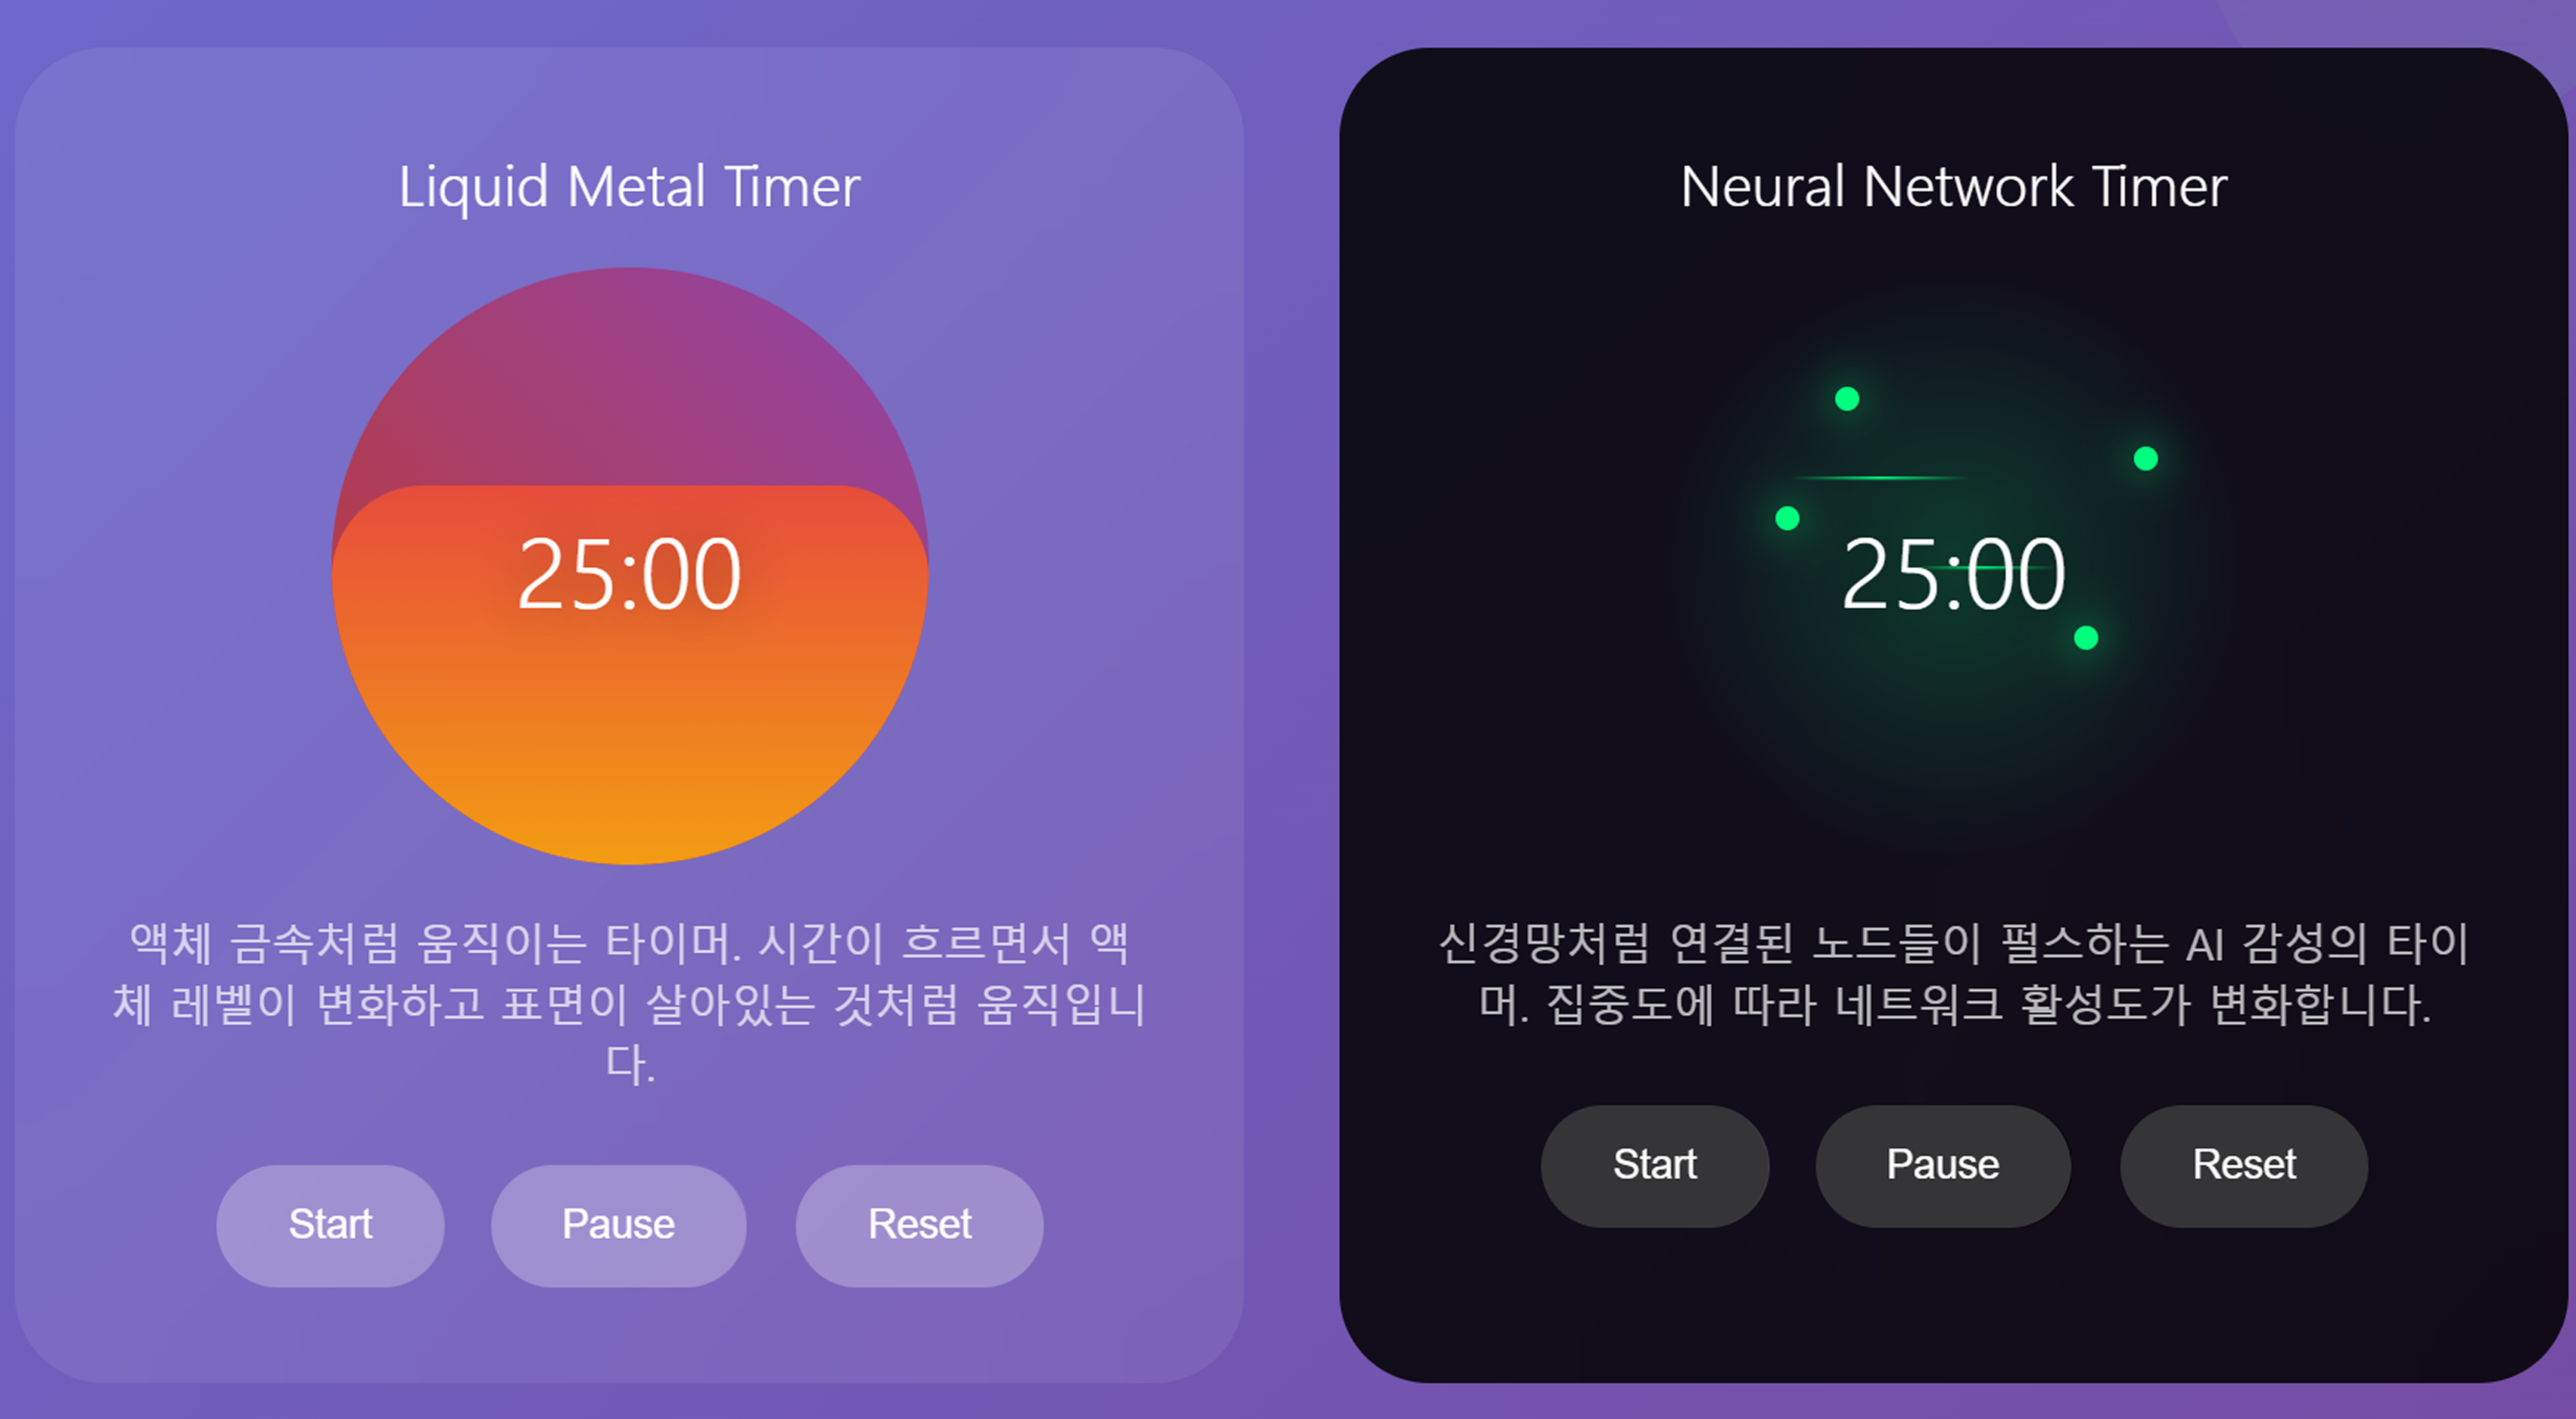 Liquid Metal Timer
25:00
액체 금속처럼 움직이는 타이머. 시간이 흐르면서 액
체 레벨이 변화하고 표면이 살아있는 것처럼 움직입니
다.
Start
Pause
Reset
Neural Network Timer
25:00
신경망처럼 연결된 노드들이 펄스하는 AI 감성의 타이
머. 집중도에 따라 네트워크 활성도가 변화합니다.
Start
Pause
Reset